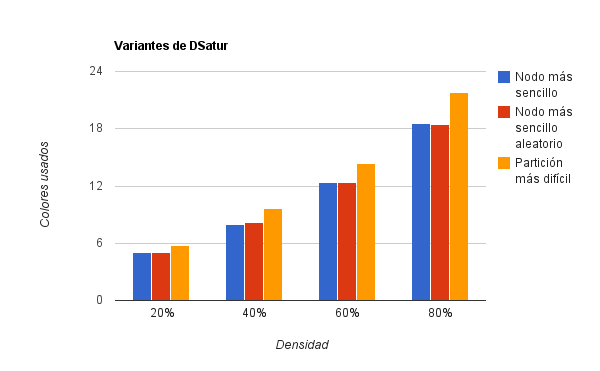 Variantes de DSatur
24
18
12
6
0
Colores usados
20%
40%
60%
80%
Densidad
Nodo más
sencillo
Nodo más
sencillo
aleatorio
Partición
más difícil